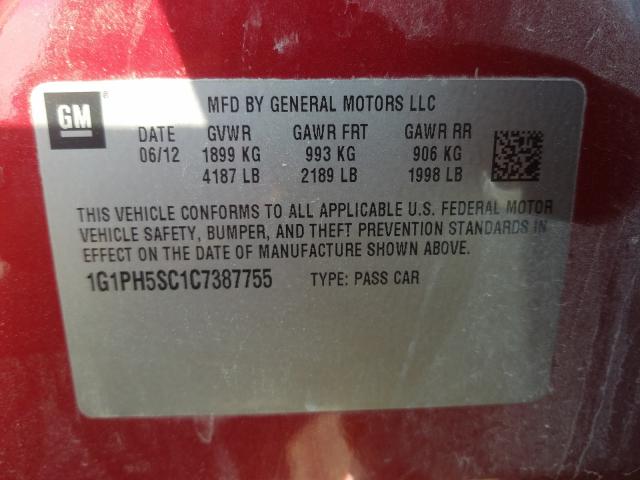 GM
®
MFD BY GENERAL MOTORS LLC
DATE GVWR GAWR FRT GAWR RR
06/12 1899 KG 993 KG 906 KG
4187 LB 2189 LB 1998 LB
THIS VEHICLE CONFORMS TO ALL APPLICABLE U.S. FEDERAL MOTOR
VEHICLE SAFETY, BUMPER, AND THEFT PREVENTION STANDARDS IN
EFFECT ON THE DATE OF MANUFACTURE SHOWN ABOVE.
1G1PH5SC1C7387755 TYPE: PASS CAR